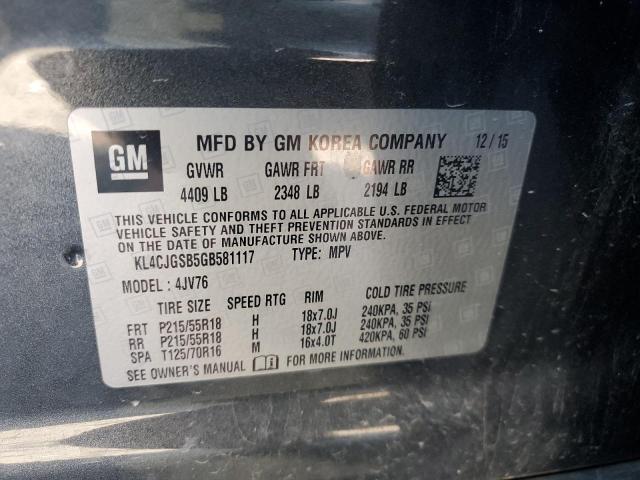 GM MFD BY GM KOREA COMPANY 12/15
GVWR GAWR FRT GAWR RR
4409 LB 2348 LB 2194 LB
THIS VEHICLE CONFORMS TO ALL APPLICABLE U.S. FEDERAL MOTOR
VEHICLE SAFETY AND THEFT PREVENTION STANDARDS IN EFFECT
ON THE DATE OF MANUFACTURE SHOWN ABOVE.
KL4CJGSB5GB581117 TYPE: MPV
MODEL : 4JV76
TIRE SIZE SPEED RTG RIM COLD TIRE PRESSURE
FRT P215/55R18 H 18x7.0J 240KPA, 35 PSI
RR P215/55R18 H 18x7.0J 240KPA, 35 PSI
SPA T125/70R16 M 16x4.0T 420KPA, 60 PSI
SEE OWNER'S MANUAL FOR MORE INFORMATION